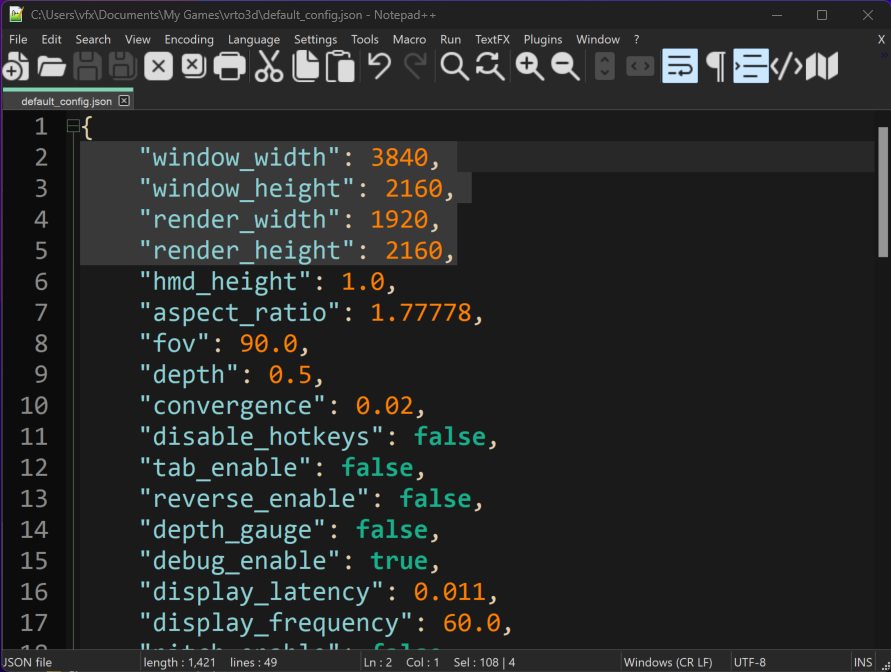 C:\Users\vfx\Documents\My Games\vrto3d\default_config.json - Notepad++
File Edit Search View Encoding Language Settings Tools Macro Run TextFX Plugins Window ? X
default_config.json
1 {
2 "window_width": 3840,
3 "window_height": 2160,
4 "render_width": 1920,
5 "render_height": 2160,
6 "hmd_height": 1.0,
7 "aspect_ratio": 1.77778,
8 "fov": 90.0,
9 "depth": 0.5,
10 "convergence": 0.02,
11 "disable_hotkeys": false,
12 "tab_enable": false,
13 "reverse_enable": false,
14 "depth_gauge": false,
15 "debug_enable": true,
16 "display_latency": 0.011,
17 "display_frequency": 60.0,
18 "pitch_enable": false,
JSON file length : 1,421 lines : 49 Ln : 2 Col : 1 Sel : 108 | 4 Windows (CR LF) UTF-8 INS